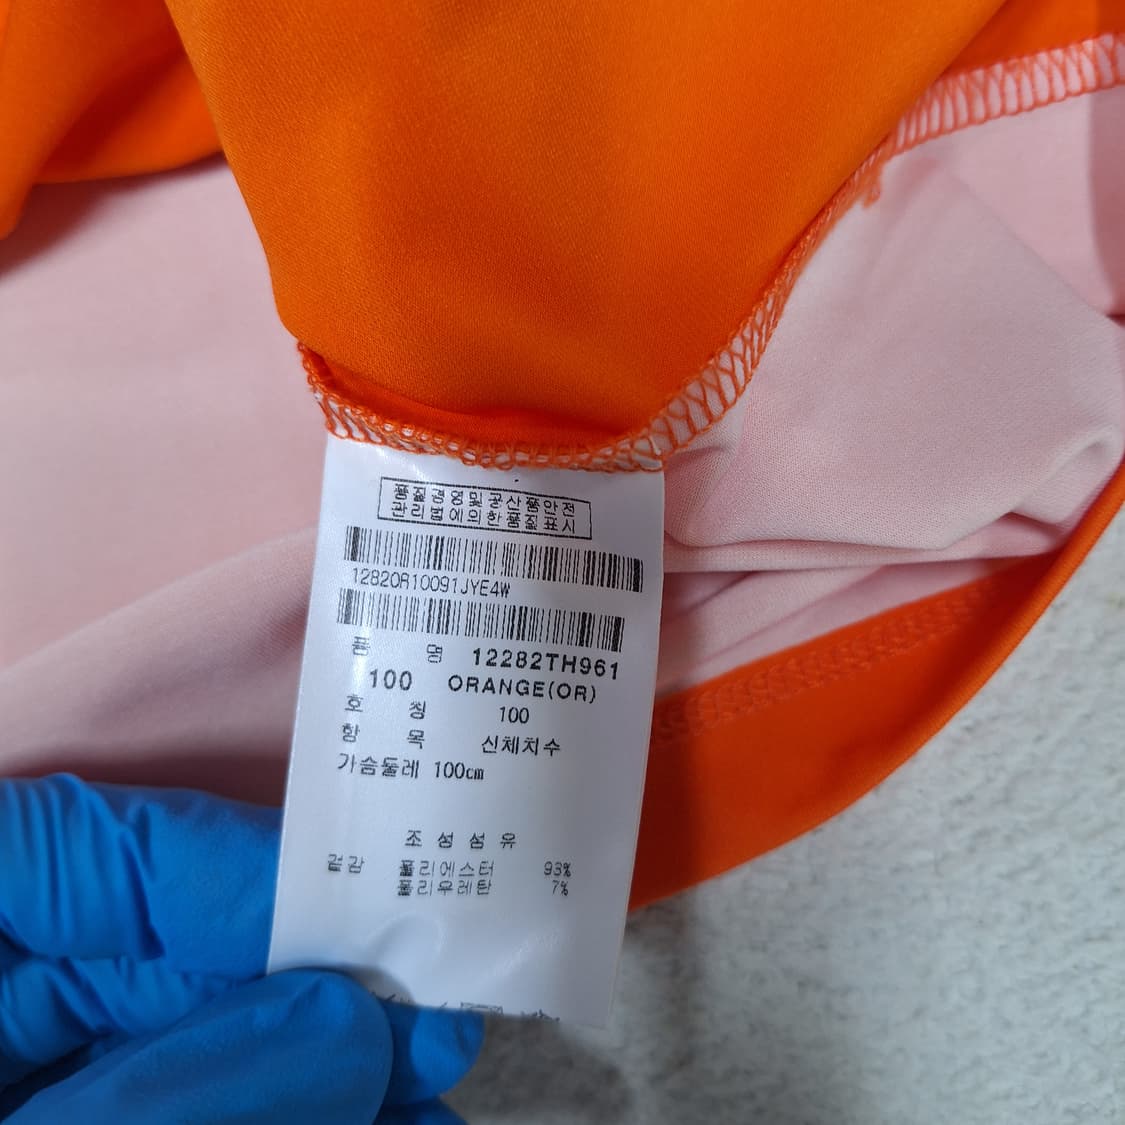 품질경영및공산품안전
관리법에의한품질표시
12820R10091JYE4W
품 명 12282TH961
100 ORANGE(OR)
호 칭 100
항 목 신체치수
가슴둘레 100cm
조성섬유
겉감 폴리에스터 93%
폴리우레탄 7%